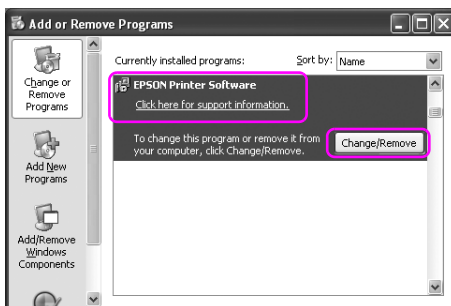 Add or Remove Programs
Change or
Remove
Programs
Add New
Programs
Add/Remove
Windows
Components
Currently installed programs:
Sort by: Name
EPSON Printer Software
Click here for support information.
To change this program or remove it from
your computer, click Change/Remove.
Change/Remove